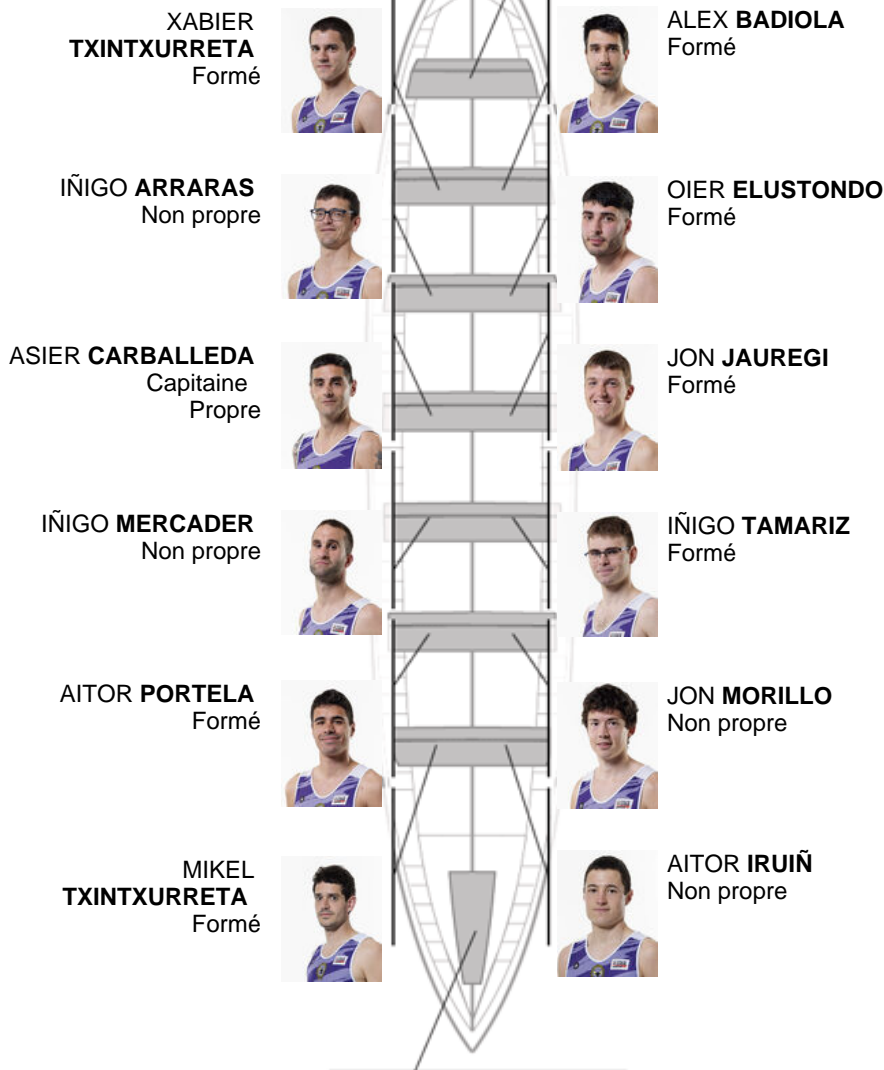 XABIER
TXINTXURRETA
Formé
ALEX BADIOLA
Formé
IÑIGO ARRARAS
Non propre
OIER ELUSTONDO
Formé
ASIER CARBALLEDA
Capitaine
Propre
JON JAUREGI
Formé
IÑIGO MERCADER
Non propre
IÑIGO TAMARIZ
Formé
AITOR PORTELA
Formé
JON MORILLO
Non propre
MIKEL
TXINTXURRETA
Formé
AITOR IRUIÑ
Non propre